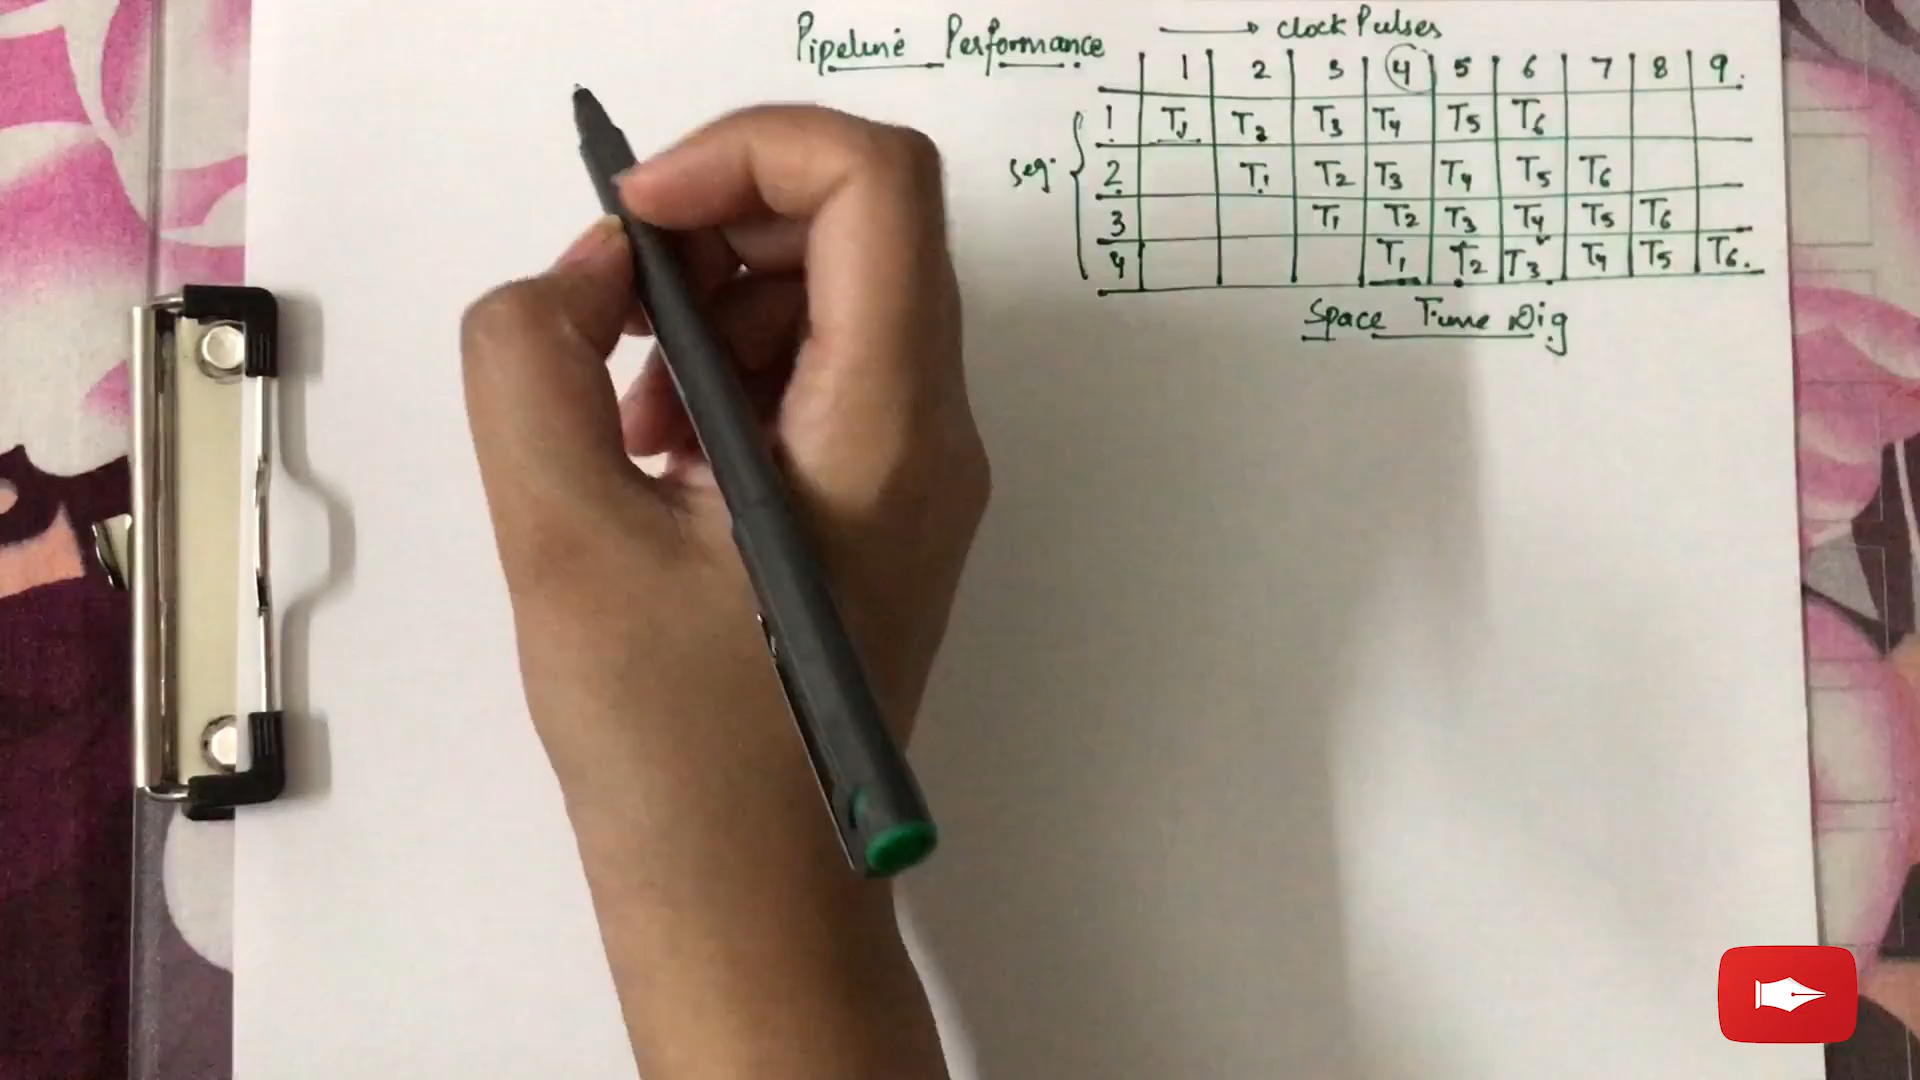 Pipeline Performance → clock Pulses
1 2 3 4 5 6 7 8 9.
1 T1 T2 T3 T4 T5 T6
seg. 2 T1 T2 T3 T4 T5 T6
3 T1 T2 T3 T4 T5 T6
4 T1 T2 T3 T4 T5 T6.
Space Time Dig